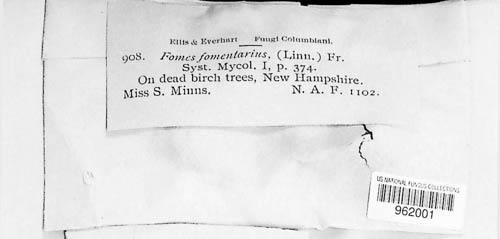 Ellis & Everhart — Fungi Columbiani.
908. Fomes fomentarius, (Linn.) Fr.
Syst. Mycol. I, p. 374.
On dead birch trees, New Hampshire.
Miss S. Minns. N. A. F. 1102.
US NATIONAL FUNGUS COLLECTIONS
962001